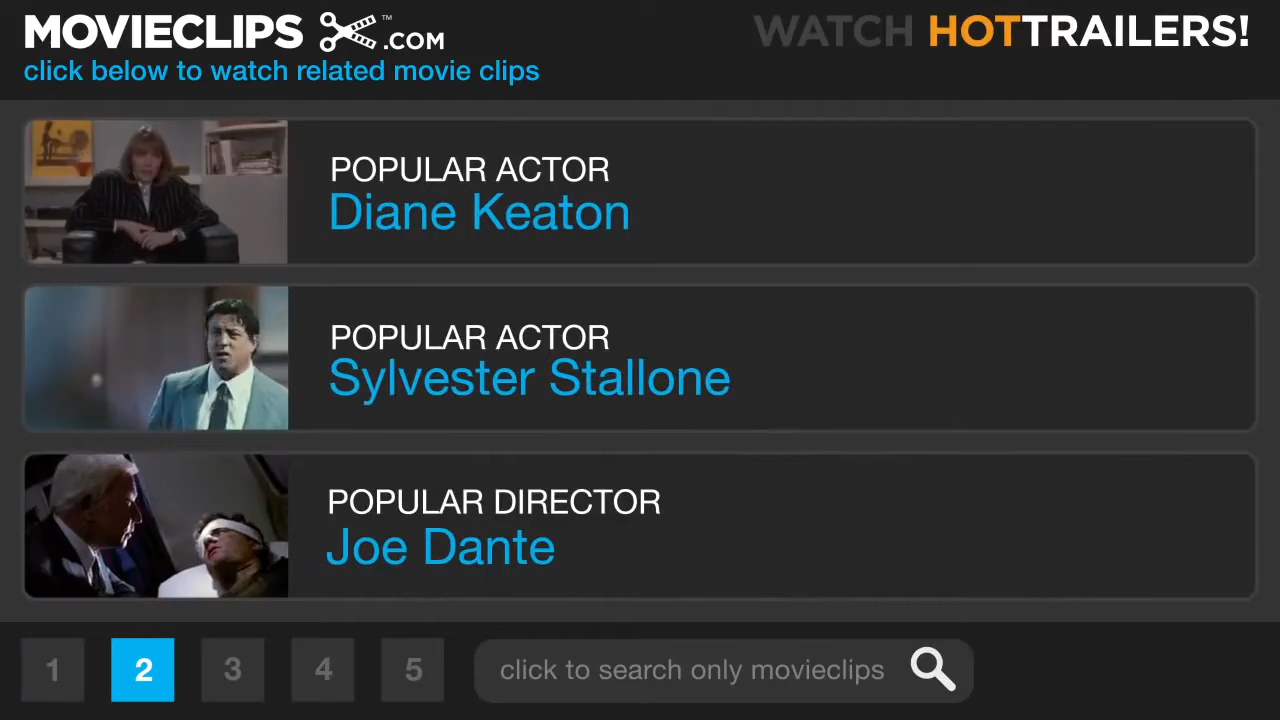 MOVIECLIPS™.COM
WATCH HOTTRAILERS!
click below to watch related movie clips
POPULAR ACTOR
Diane Keaton
POPULAR ACTOR
Sylvester Stallone
POPULAR DIRECTOR
Joe Dante
1 2 3 4 5 click to search only movieclips